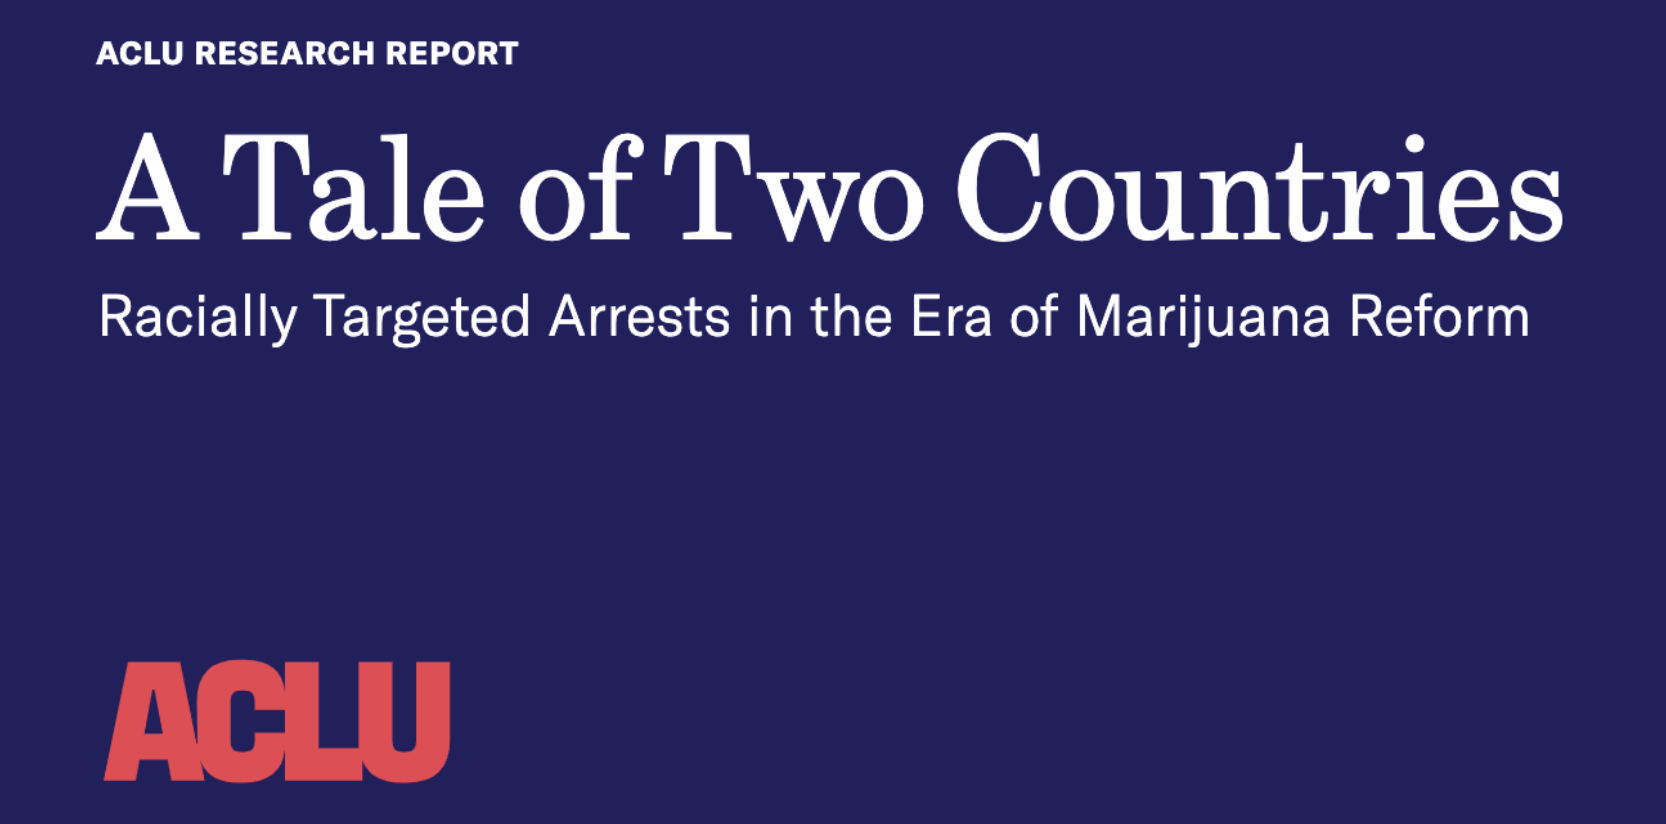 ACLU RESEARCH REPORT
A Tale of Two Countries
Racially Targeted Arrests in the Era of Marijuana Reform
ACLU